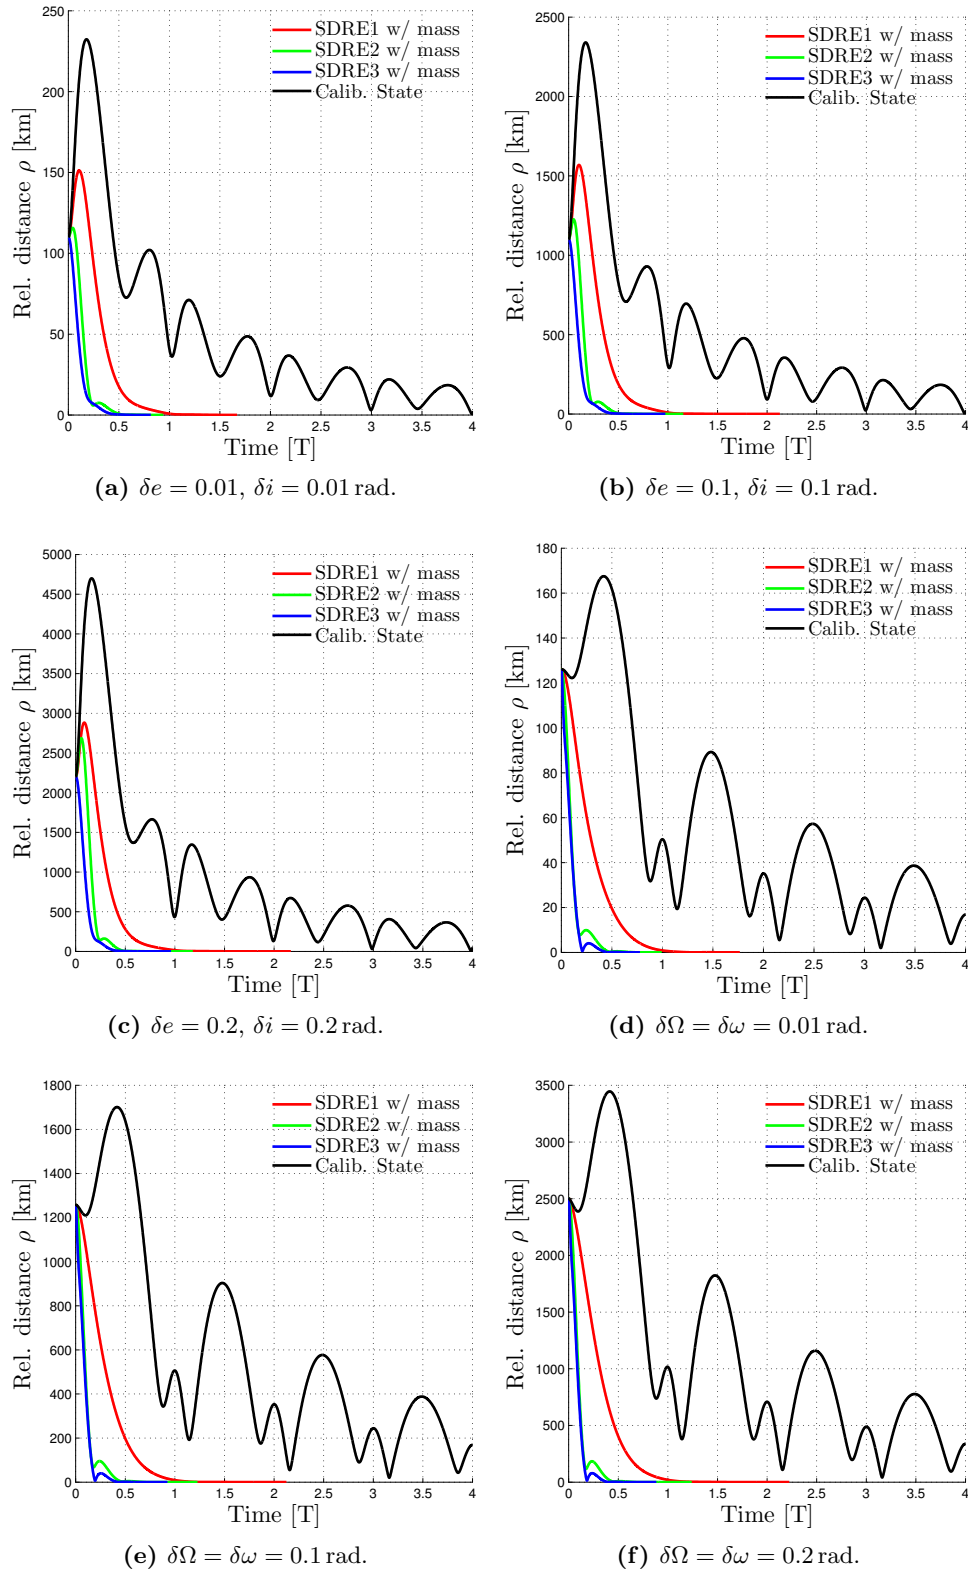 250
200
150
100
50
0
Rel. distance ρ [km]
SDRE1 w/ mass
SDRE2 w/ mass
SDRE3 w/ mass
Calib. State
0 0.5 1 1.5 2 2.5 3 3.5 4
Time [T]
(a) δe = 0.01, δi = 0.01 rad.
2500
2000
1500
1000
500
0
Rel. distance ρ [km]
SDRE1 w/ mass
SDRE2 w/ mass
SDRE3 w/ mass
Calib. State
0 0.5 1 1.5 2 2.5 3 3.5 4
Time [T]
(b) δe = 0.1, δi = 0.1 rad.
5000
4500
4000
3500
3000
2500
2000
1500
1000
500
0
Rel. distance ρ [km]
SDRE1 w/ mass
SDRE2 w/ mass
SDRE3 w/ mass
Calib. State
0 0.5 1 1.5 2 2.5 3 3.5 4
Time [T]
(c) δe = 0.2, δi = 0.2 rad.
180
160
140
120
100
80
60
40
20
0
Rel. distance ρ [km]
SDRE1 w/ mass
SDRE2 w/ mass
SDRE3 w/ mass
Calib. State
0 0.5 1 1.5 2 2.5 3 3.5 4
Time [T]
(d) δΩ = δω = 0.01 rad.
1800
1600
1400
1200
1000
800
600
400
200
0
Rel. distance ρ [km]
SDRE1 w/ mass
SDRE2 w/ mass
SDRE3 w/ mass
Calib. State
0 0.5 1 1.5 2 2.5 3 3.5 4
Time [T]
(e) δΩ = δω = 0.1 rad.
3500
3000
2500
2000
1500
1000
500
0
Rel. distance ρ [km]
SDRE1 w/ mass
SDRE2 w/ mass
SDRE3 w/ mass
Calib. State
0 0.5 1 1.5 2 2.5 3 3.5 4
Time [T]
(f) δΩ = δω = 0.2 rad.